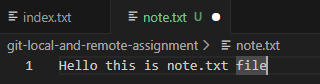 index.txt note.txt U
git-local-and-remote-assignment > note.txt
1 Hello this is note.txt file